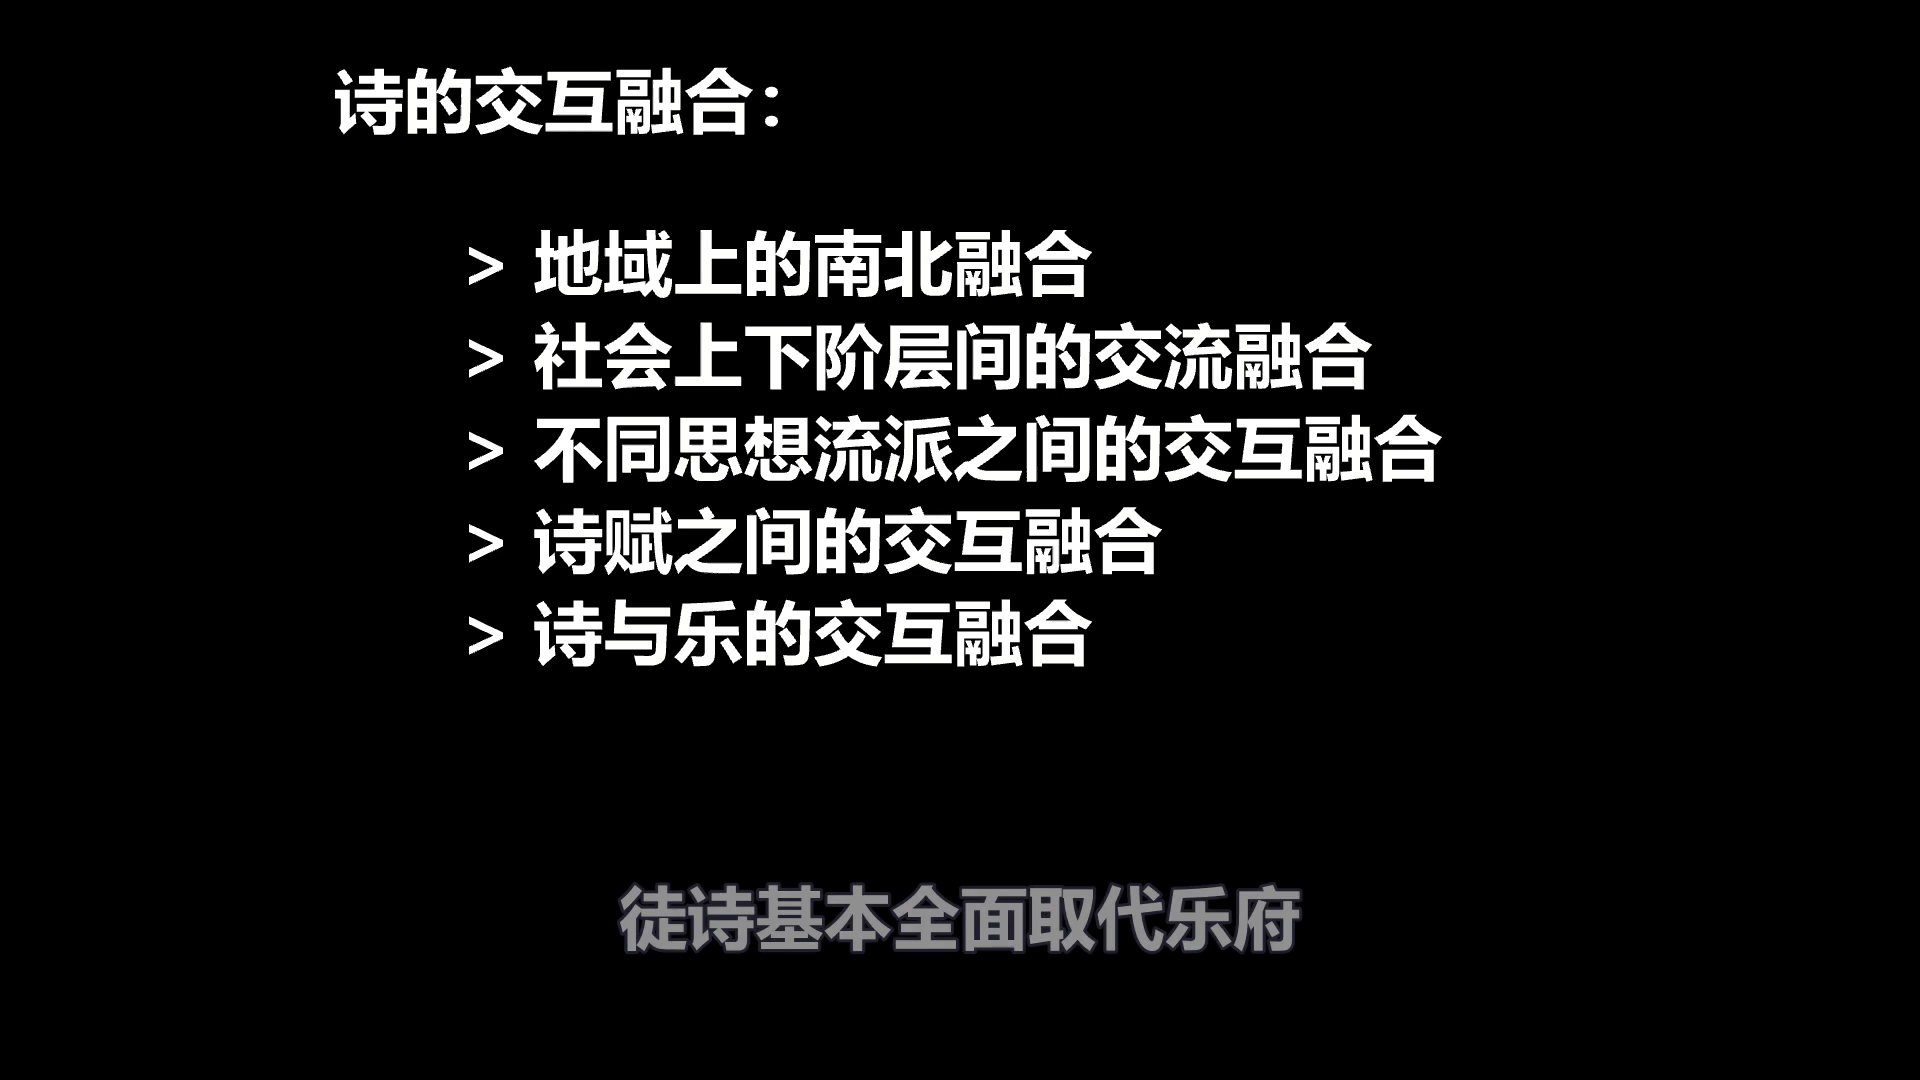 诗的交互融合：
> 地域上的南北融合
> 社会上下阶层间的交流融合
> 不同思想流派之间的交互融合
> 诗赋之间的交互融合
> 诗与乐的交互融合
徒诗基本全面取代乐府